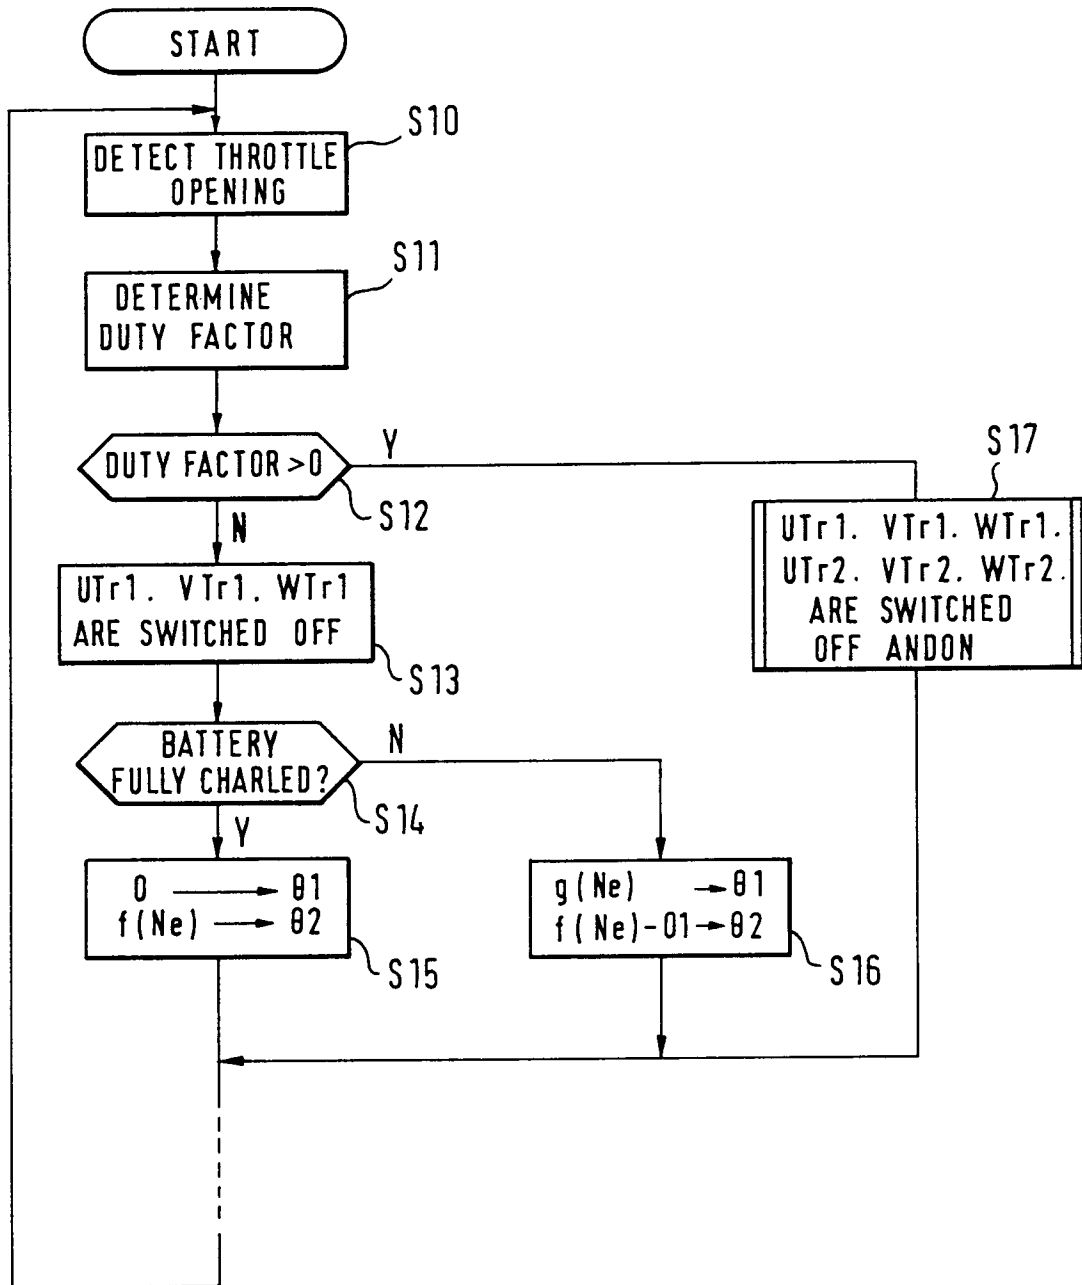 START
S10
DETECT THROTTLE
OPENING
S11
DETERMINE
DUTY FACTOR
DUTY FACTOR >0
Y
S12
N
S17
UTr1. VTr1. WTr1.
UTr2. VTr2. WTr2.
ARE SWITCHED
OFF ANDON
UTr1. VTr1. WTr1
ARE SWITCHED OFF
S13
BATTERY
FULLY CHARLED?
N
S14
Y
0 → θ1
f(Ne) → θ2
S15
g(Ne) → θ1
f(Ne)-01→θ2
S16